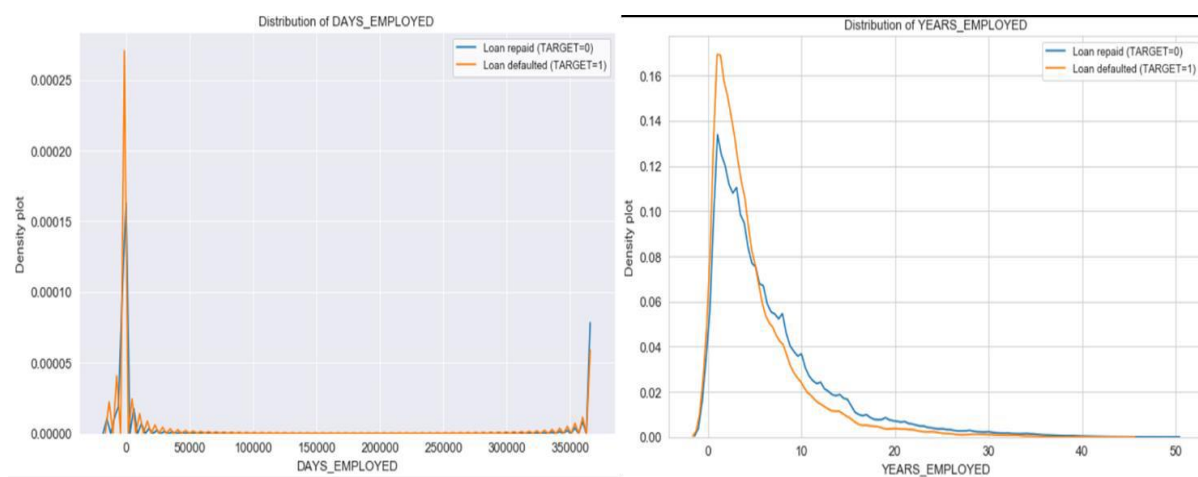 Distribution of DAYS_EMPLOYED
Loan repaid (TARGET=0)
Loan defaulted (TARGET=1)
0.00025
0.00020
0.00015
0.00010
0.00005
0.00000
Density plot
0 50000 100000 150000 200000 250000 300000 350000
DAYS_EMPLOYED
Distribution of YEARS_EMPLOYED
Loan repaid (TARGET=0)
Loan defaulted (TARGET=1)
0.16
0.14
0.12
0.10
0.08
0.06
0.04
0.02
0.00
Density plot
0 10 20 30 40 50
YEARS_EMPLOYED